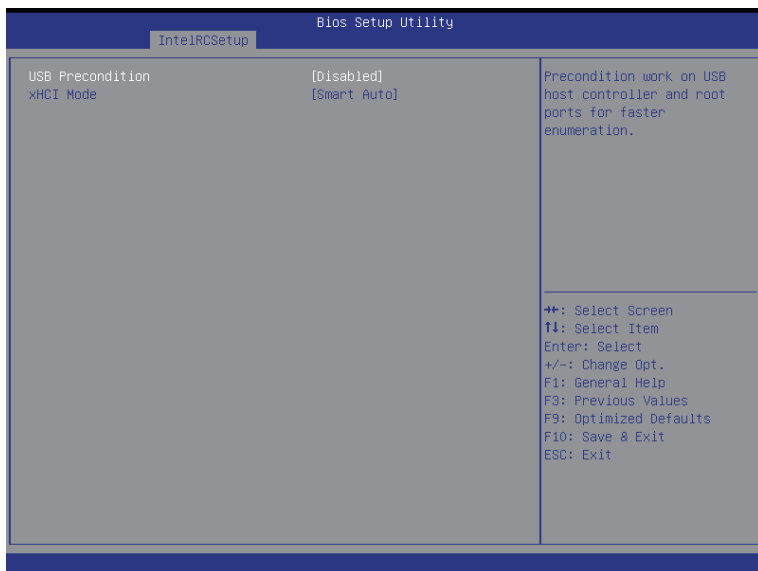 Bios Setup Utility
IntelRCSetup
USB Precondition [Disabled]
xHCI Mode [Smart Auto]
Precondition work on USB
host controller and root
ports for faster
enumeration.
→←: Select Screen
↑↓: Select Item
Enter: Select
+/-: Change Opt.
F1: General Help
F3: Previous Values
F9: Optimized Defaults
F10: Save & Exit
ESC: Exit